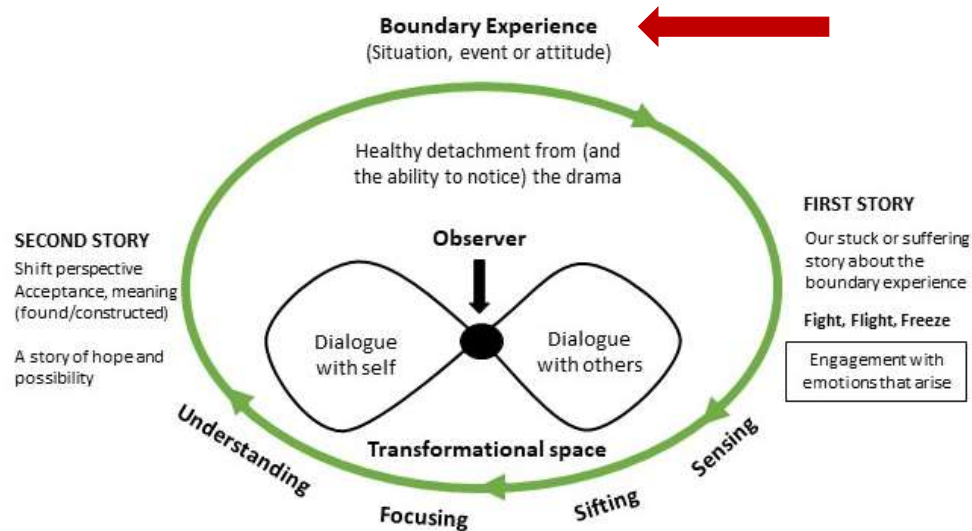 Boundary Experience
(Situation, event or attitude)
Healthy detachment from (and
the ability to notice) the drama
Observer
Dialogue
with self
Dialogue
with others
Transformational space
FIRST STORY
Our stuck or suffering
story about the
boundary experience
Fight, Flight, Freeze
Engagement with
emotions that arise
Sensing
Sifting
Focusing
Understanding
SECOND STORY
Shift perspective
Acceptance, meaning
(found/constructed)
A story of hope and
possibility